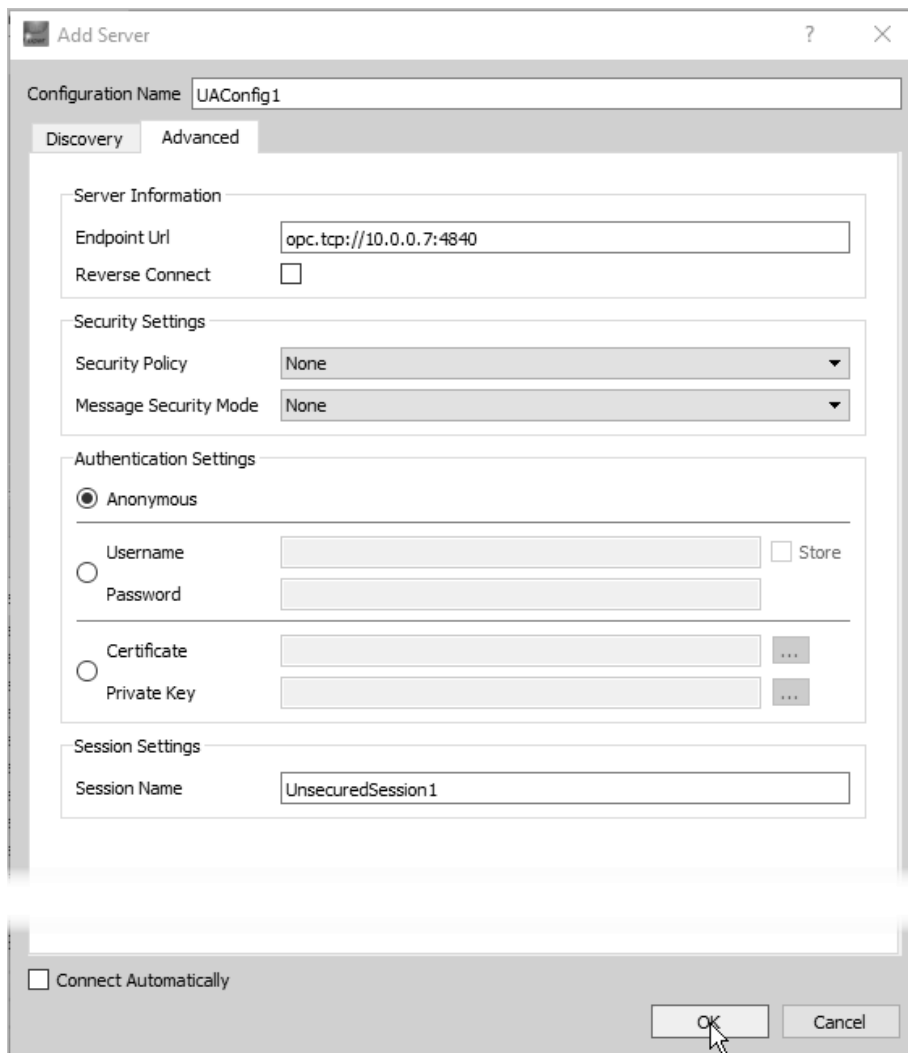 Add Server ?
Configuration Name UAConfig1
Discovery Advanced
Server Information
Endpoint Url opc.tcp://10.0.0.7:4840
Reverse Connect
Security Settings
Security Policy None
Message Security Mode None
Authentication Settings
Anonymous
Username Store
Password
Certificate ...
Private Key ...
Session Settings
Session Name UnsecuredSession1
Connect Automatically
OK Cancel